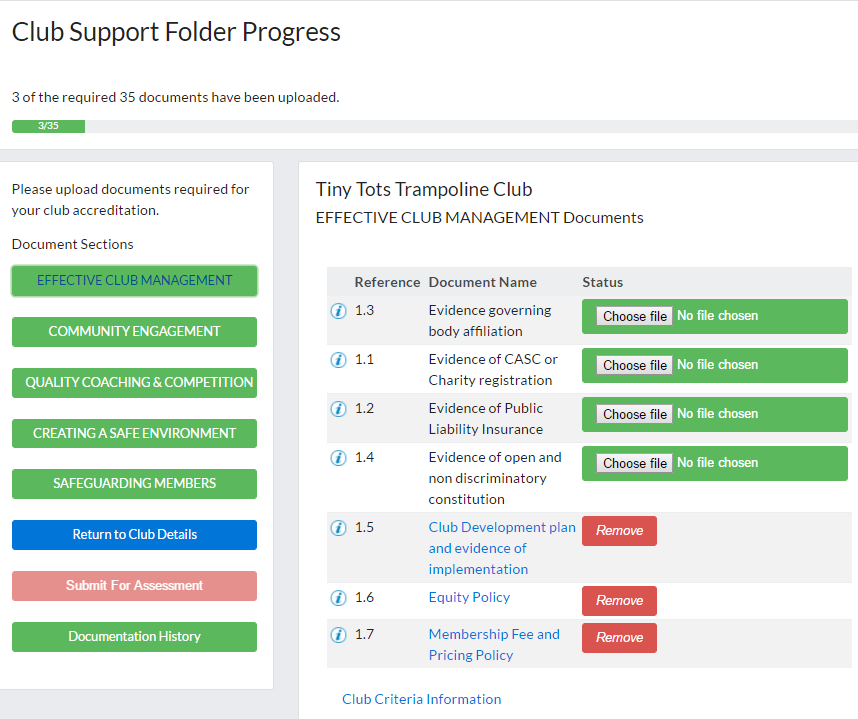 Club Support Folder Progress
3 of the required 35 documents have been uploaded.
3/35
Please upload documents required for
your club accreditation.
Document Sections
EFFECTIVE CLUB MANAGEMENT
COMMUNITY ENGAGEMENT
QUALITY COACHING & COMPETITION
CREATING A SAFE ENVIRONMENT
SAFEGUARDING MEMBERS
Return to Club Details
Submit For Assessment
Documentation History
Tiny Tots Trampoline Club
EFFECTIVE CLUB MANAGEMENT Documents
Reference Document Name Status
i 1.3 Evidence governing Choose file No file chosen
body affiliation
i 1.1 Evidence of CASC or Choose file No file chosen
Charity registration
i 1.2 Evidence of Public Choose file No file chosen
Liability Insurance
i 1.4 Evidence of open and Choose file No file chosen
non discriminatory
constitution
i 1.5 Club Development plan Remove
and evidence of
implementation
i 1.6 Equity Policy Remove
i 1.7 Membership Fee and Remove
Pricing Policy
Club Criteria Information